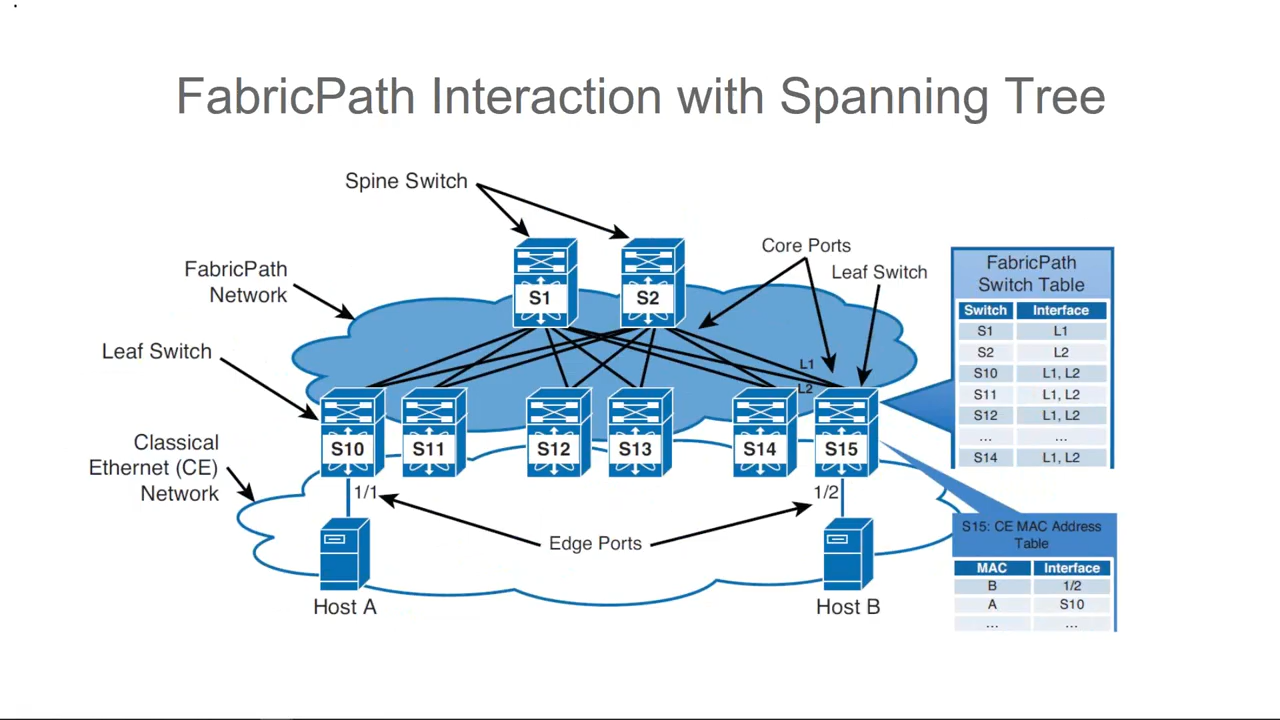 FabricPath Interaction with Spanning Tree
Spine Switch
Core Ports
Leaf Switch
FabricPath
Network
S1
S2
Leaf Switch
L1
L2
S10
S11
S12
S13
S14
S15
Classical
Ethernet (CE)
Network
1/1
1/2
Edge Ports
Host A
Host B
FabricPath
Switch Table
Switch Interface
S1 L1
S2 L2
S10 L1, L2
S11 L1, L2
S12 L1, L2
... ...
S14 L1, L2
S15: CE MAC Address
Table
MAC Interface
B 1/2
A S10
... ...